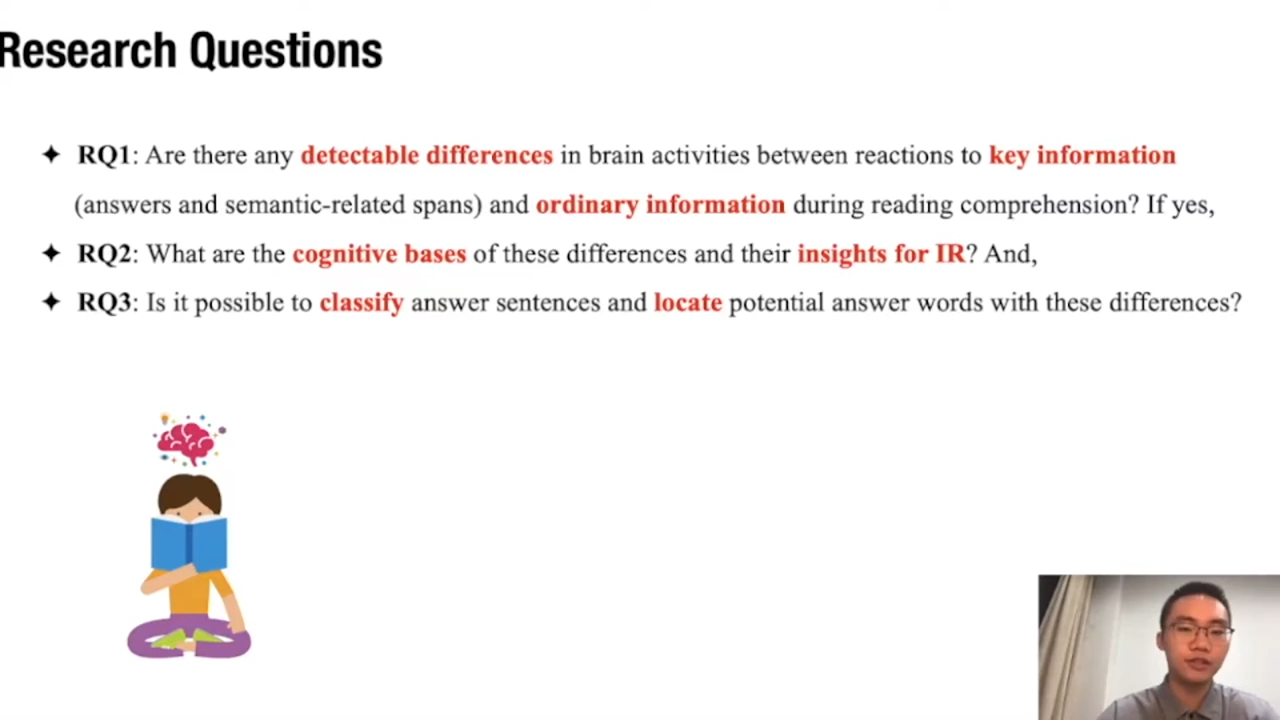 Research Questions
✦ RQ1: Are there any detectable differences in brain activities between reactions to key information
(answers and semantic-related spans) and ordinary information during reading comprehension? If yes,
✦ RQ2: What are the cognitive bases of these differences and their insights for IR? And,
✦ RQ3: Is it possible to classify answer sentences and locate potential answer words with these differences?